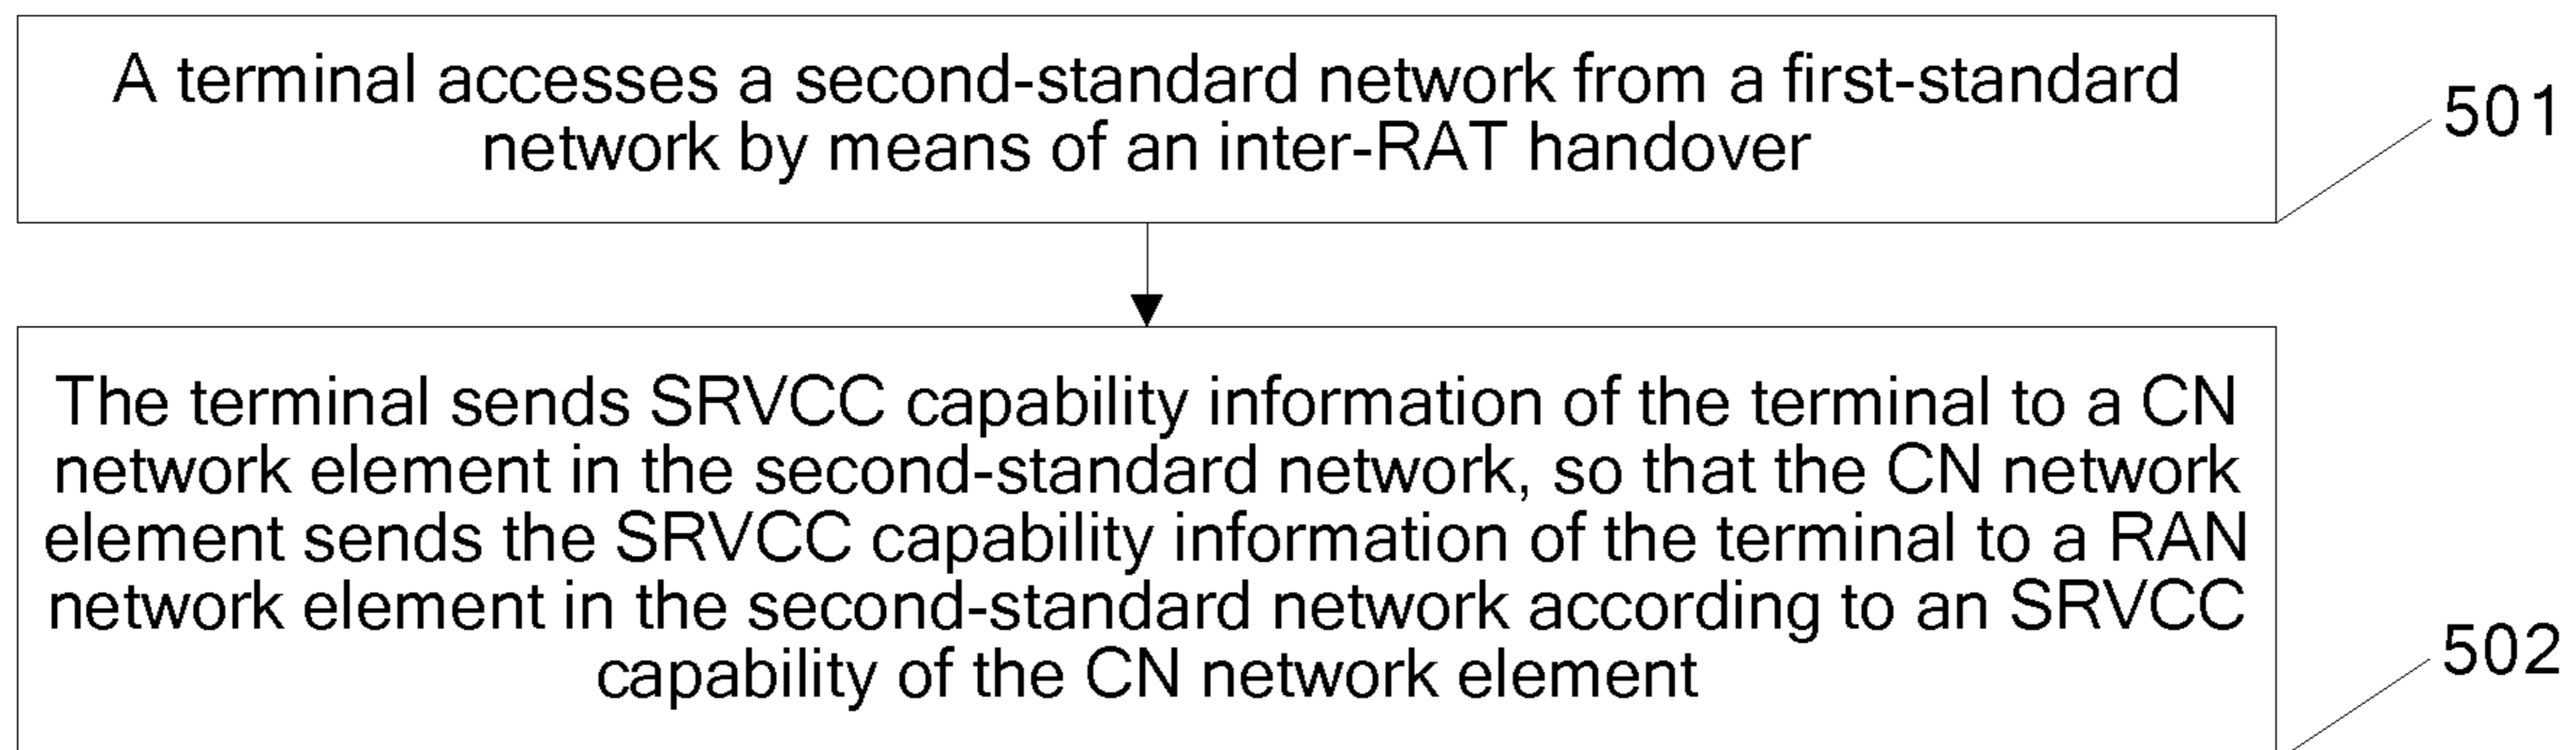 A terminal accesses a second-standard network from a first-standard
network by means of an inter-RAT handover
501
The terminal sends SRVCC capability information of the terminal to a CN
network element in the second-standard network, so that the CN network
element sends the SRVCC capability information of the terminal to a RAN
network element in the second-standard network according to an SRVCC
capability of the CN network element
502